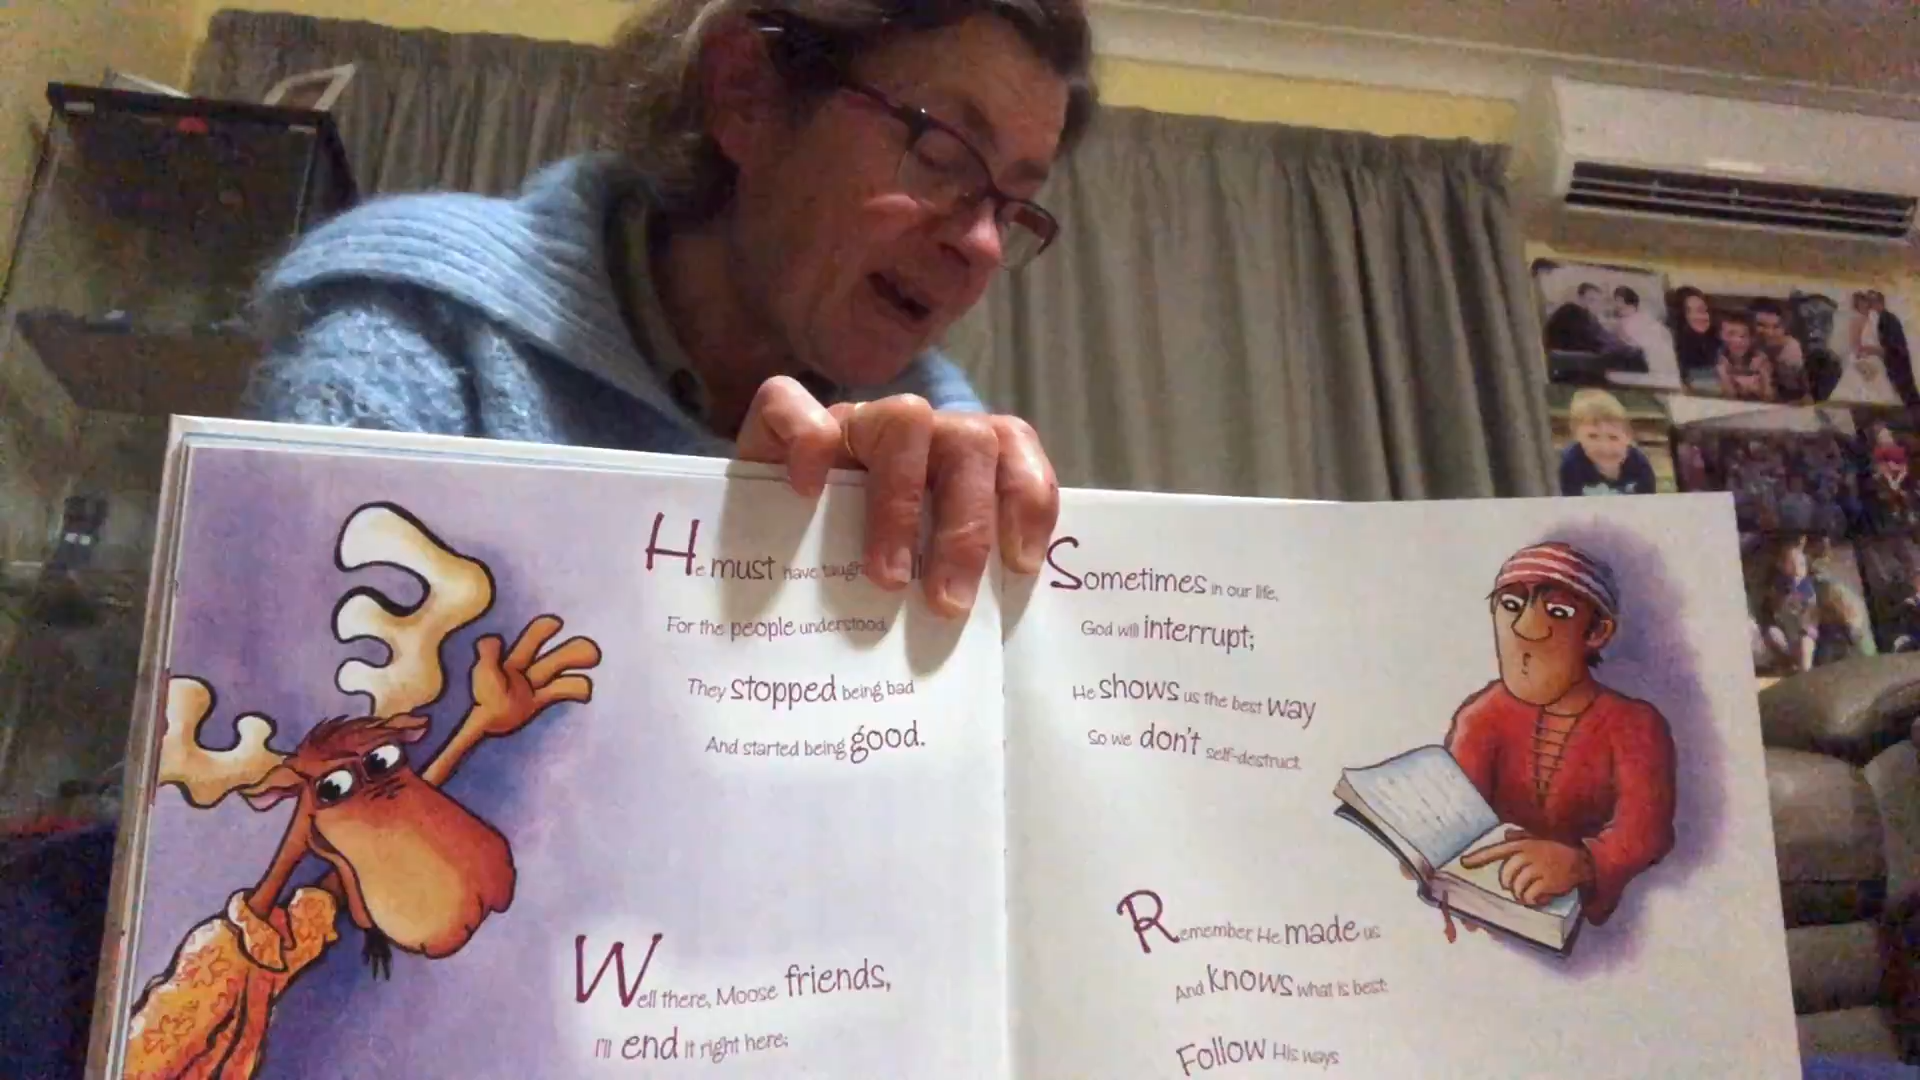 He must have taugh
For the people understood,
They stopped being bad
And started being good.
Well there, Moose friends,
I'll end it right here;
Sometimes in our life,
God will interrupt;
He shows us the best way
So we don't self-destruct.
Remember, He made us
And knows what is best:
Follow His ways